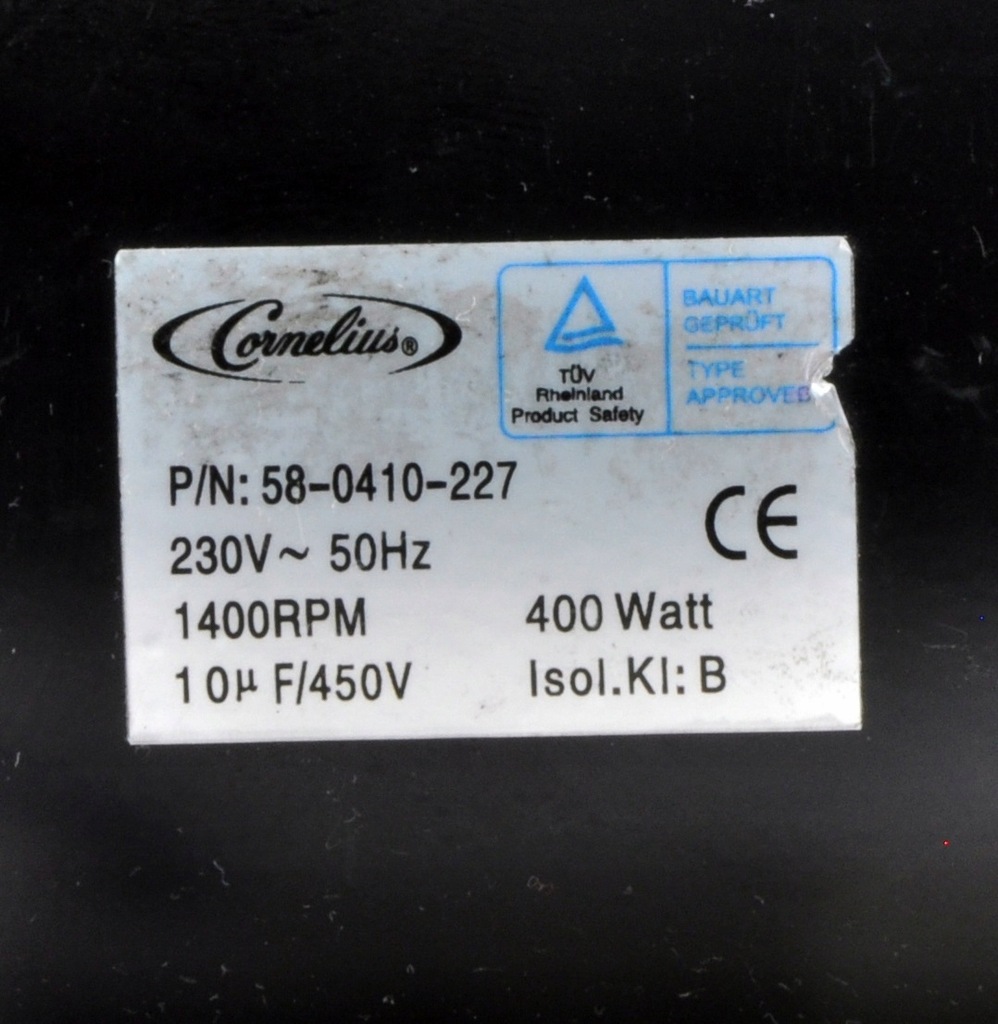 Cornelius®
TÜV
Rheinland
Product Safety
BAUART
GEPRÜFT
TYPE
APPROVED
P/N: 58-0410-227
CE
230V~ 50Hz
1400RPM 400 Watt
10µF/450V Isol.Kl: B